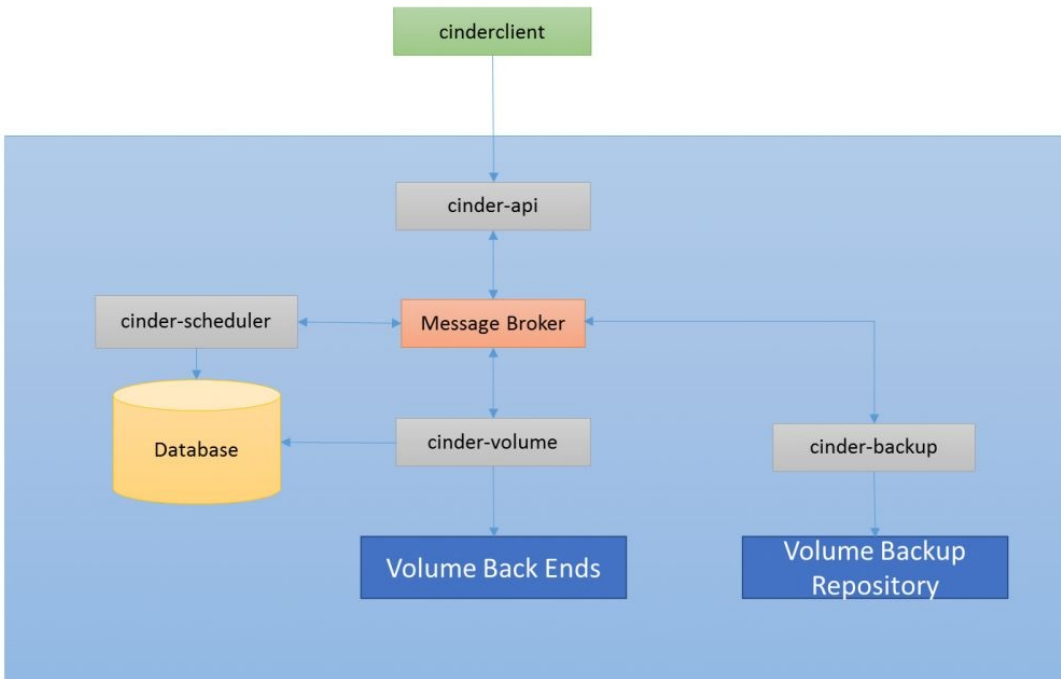 cinderclient
cinder-api
cinder-scheduler
Message Broker
Database
cinder-volume
cinder-backup
Volume Back Ends
Volume Backup
Repository